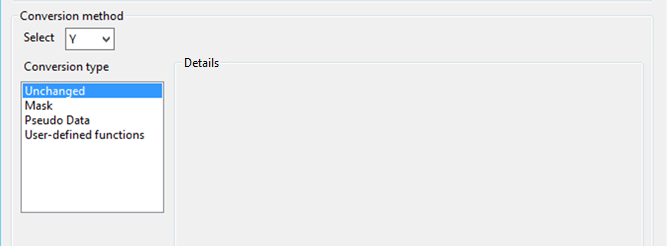 Conversion method
Select Y
Conversion type
Details
Unchanged
Mask
Pseudo Data
User-defined functions